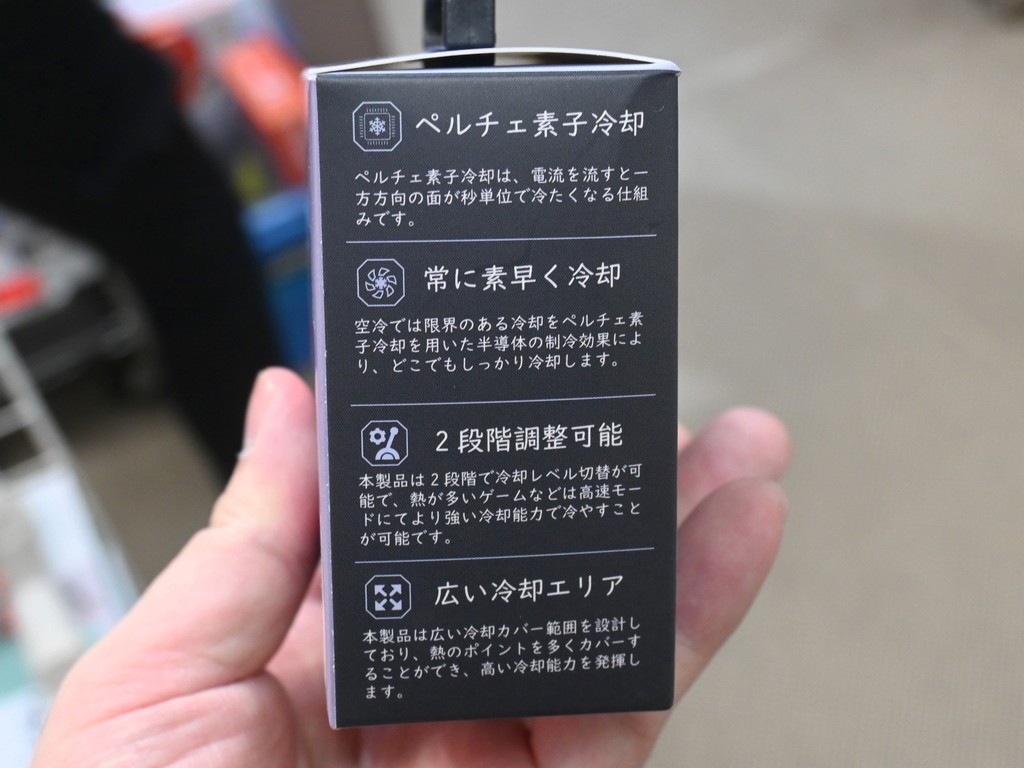 ペルチェ素子冷却
ペルチェ素子冷却は、電流を流すと一
方方向の面が秒単位で冷たくなる仕組
みです。
常に素早く冷却
空冷では限界のある冷却をペルチェ素
子冷却を用いた半導体の制冷効果によ
り、どこでもしっかり冷却します。
2段階調整可能
本製品は2段階で冷却レベル切替が可
能で、熱が多いゲームなどは高速モー
ドにてより強い冷却能力で冷やすこと
が可能です。
広い冷却エリア
本製品は広い冷却カバー範囲を設計し
ており、熱のポイントを多くカバーす
ることができ、高い冷却能力を発揮し
ます。